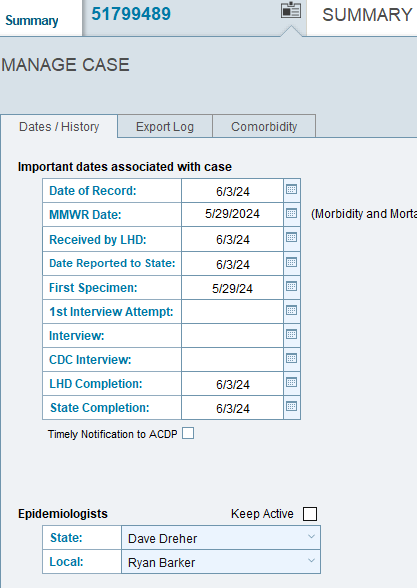 Summary
51799489
SUMMARY
MANAGE CASE
Dates / History
Export Log
Comorbidity
Important dates associated with case
Date of Record: 6/3/24
MMWR Date: 5/29/2024 (Morbidity and Morta
Received by LHD: 6/3/24
Date Reported to State: 6/3/24
First Specimen: 5/29/24
1st Interview Attempt:
Interview:
CDC Interview:
LHD Completion: 6/3/24
State Completion: 6/3/24
Timely Notification to ACDP
Epidemiologists Keep Active
State: Dave Dreher
Local: Ryan Barker